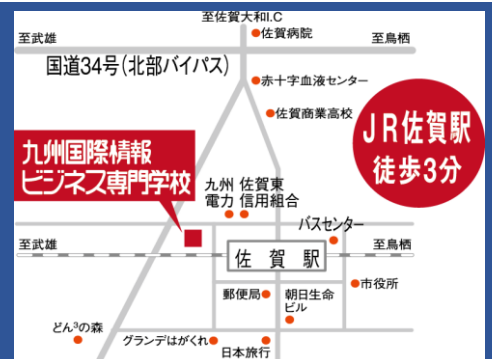 至佐賀大和I.C
佐賀病院
至武雄
至鳥栖
国道34号(北部バイパス)
赤十字血液センター
佐賀商業高校
JR佐賀駅
徒歩3分
九州国際情報
ビジネス専門学校
九州
電力
佐賀東
信用組合
バスセンター
至武雄
至鳥栖
佐賀駅
市役所
郵便局
朝日生命
ビル
どん³の森
グランデはがくれ
日本旅行